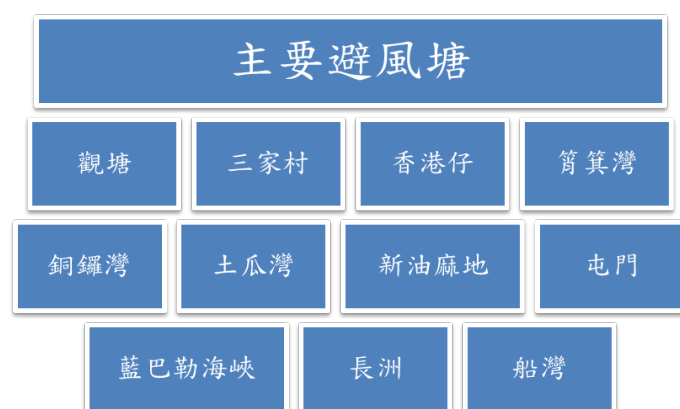 主要避風塘
觀塘
三家村
香港仔
筲箕灣
銅鑼灣
土瓜灣
新油麻地
屯門
藍巴勒海峽
長洲
船灣